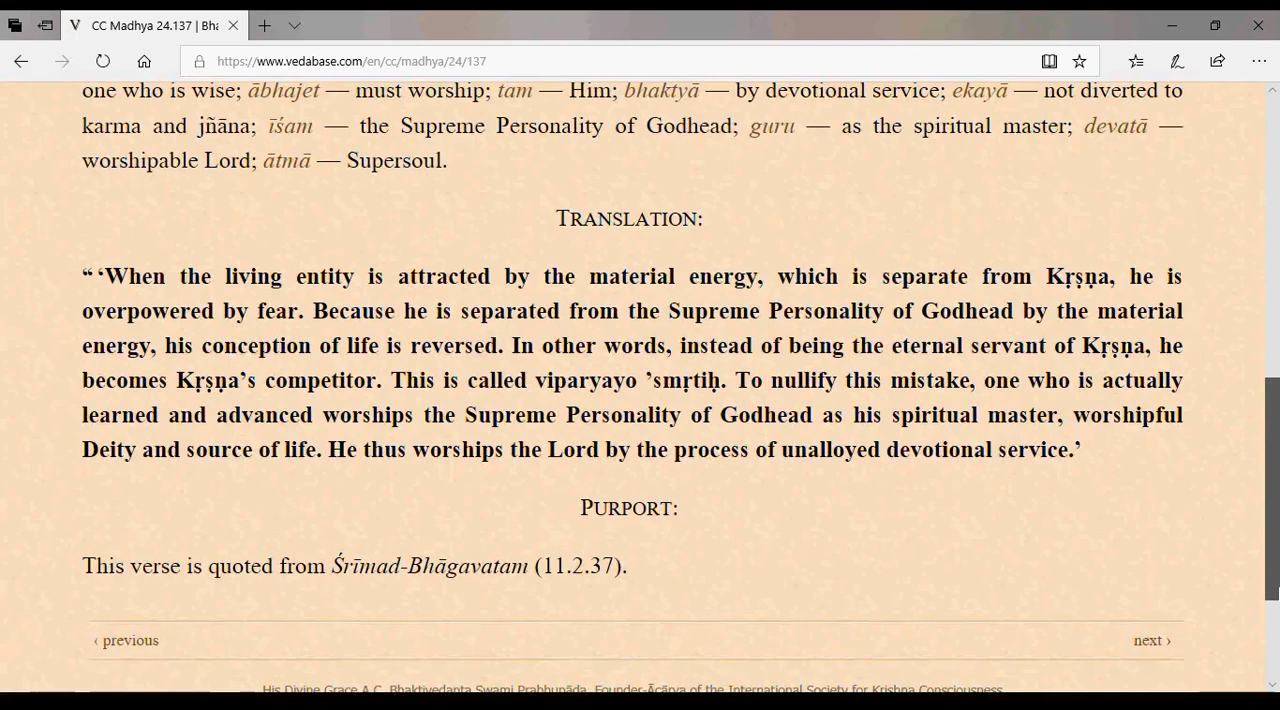 V CC Madhya 24.137 | Bha
https://www.vedabase.com/en/cc/madhya/24/137
one who is wise; ābhajet — must worship; tam — Him; bhaktyā — by devotional service; ekayā — not diverted to
karma and jñāna; īśam — the Supreme Personality of Godhead; guru — as the spiritual master; devatā —
worshipable Lord; ātmā — Supersoul.
TRANSLATION:
“ ‘When the living entity is attracted by the material energy, which is separate from Kṛṣṇa, he is
overpowered by fear. Because he is separated from the Supreme Personality of Godhead by the material
energy, his conception of life is reversed. In other words, instead of being the eternal servant of Kṛṣṇa, he
becomes Kṛṣṇa’s competitor. This is called viparyayo ’smṛtiḥ. To nullify this mistake, one who is actually
learned and advanced worships the Supreme Personality of Godhead as his spiritual master, worshipful
Deity and source of life. He thus worships the Lord by the process of unalloyed devotional service.’
PURPORT:
This verse is quoted from Śrīmad-Bhāgavatam (11.2.37).
‹ previous
next ›
His Divine Grace A.C. Bhaktivedanta Swami Prabhupāda, Founder-Ācārya of the International Society for Krishna Consciousness